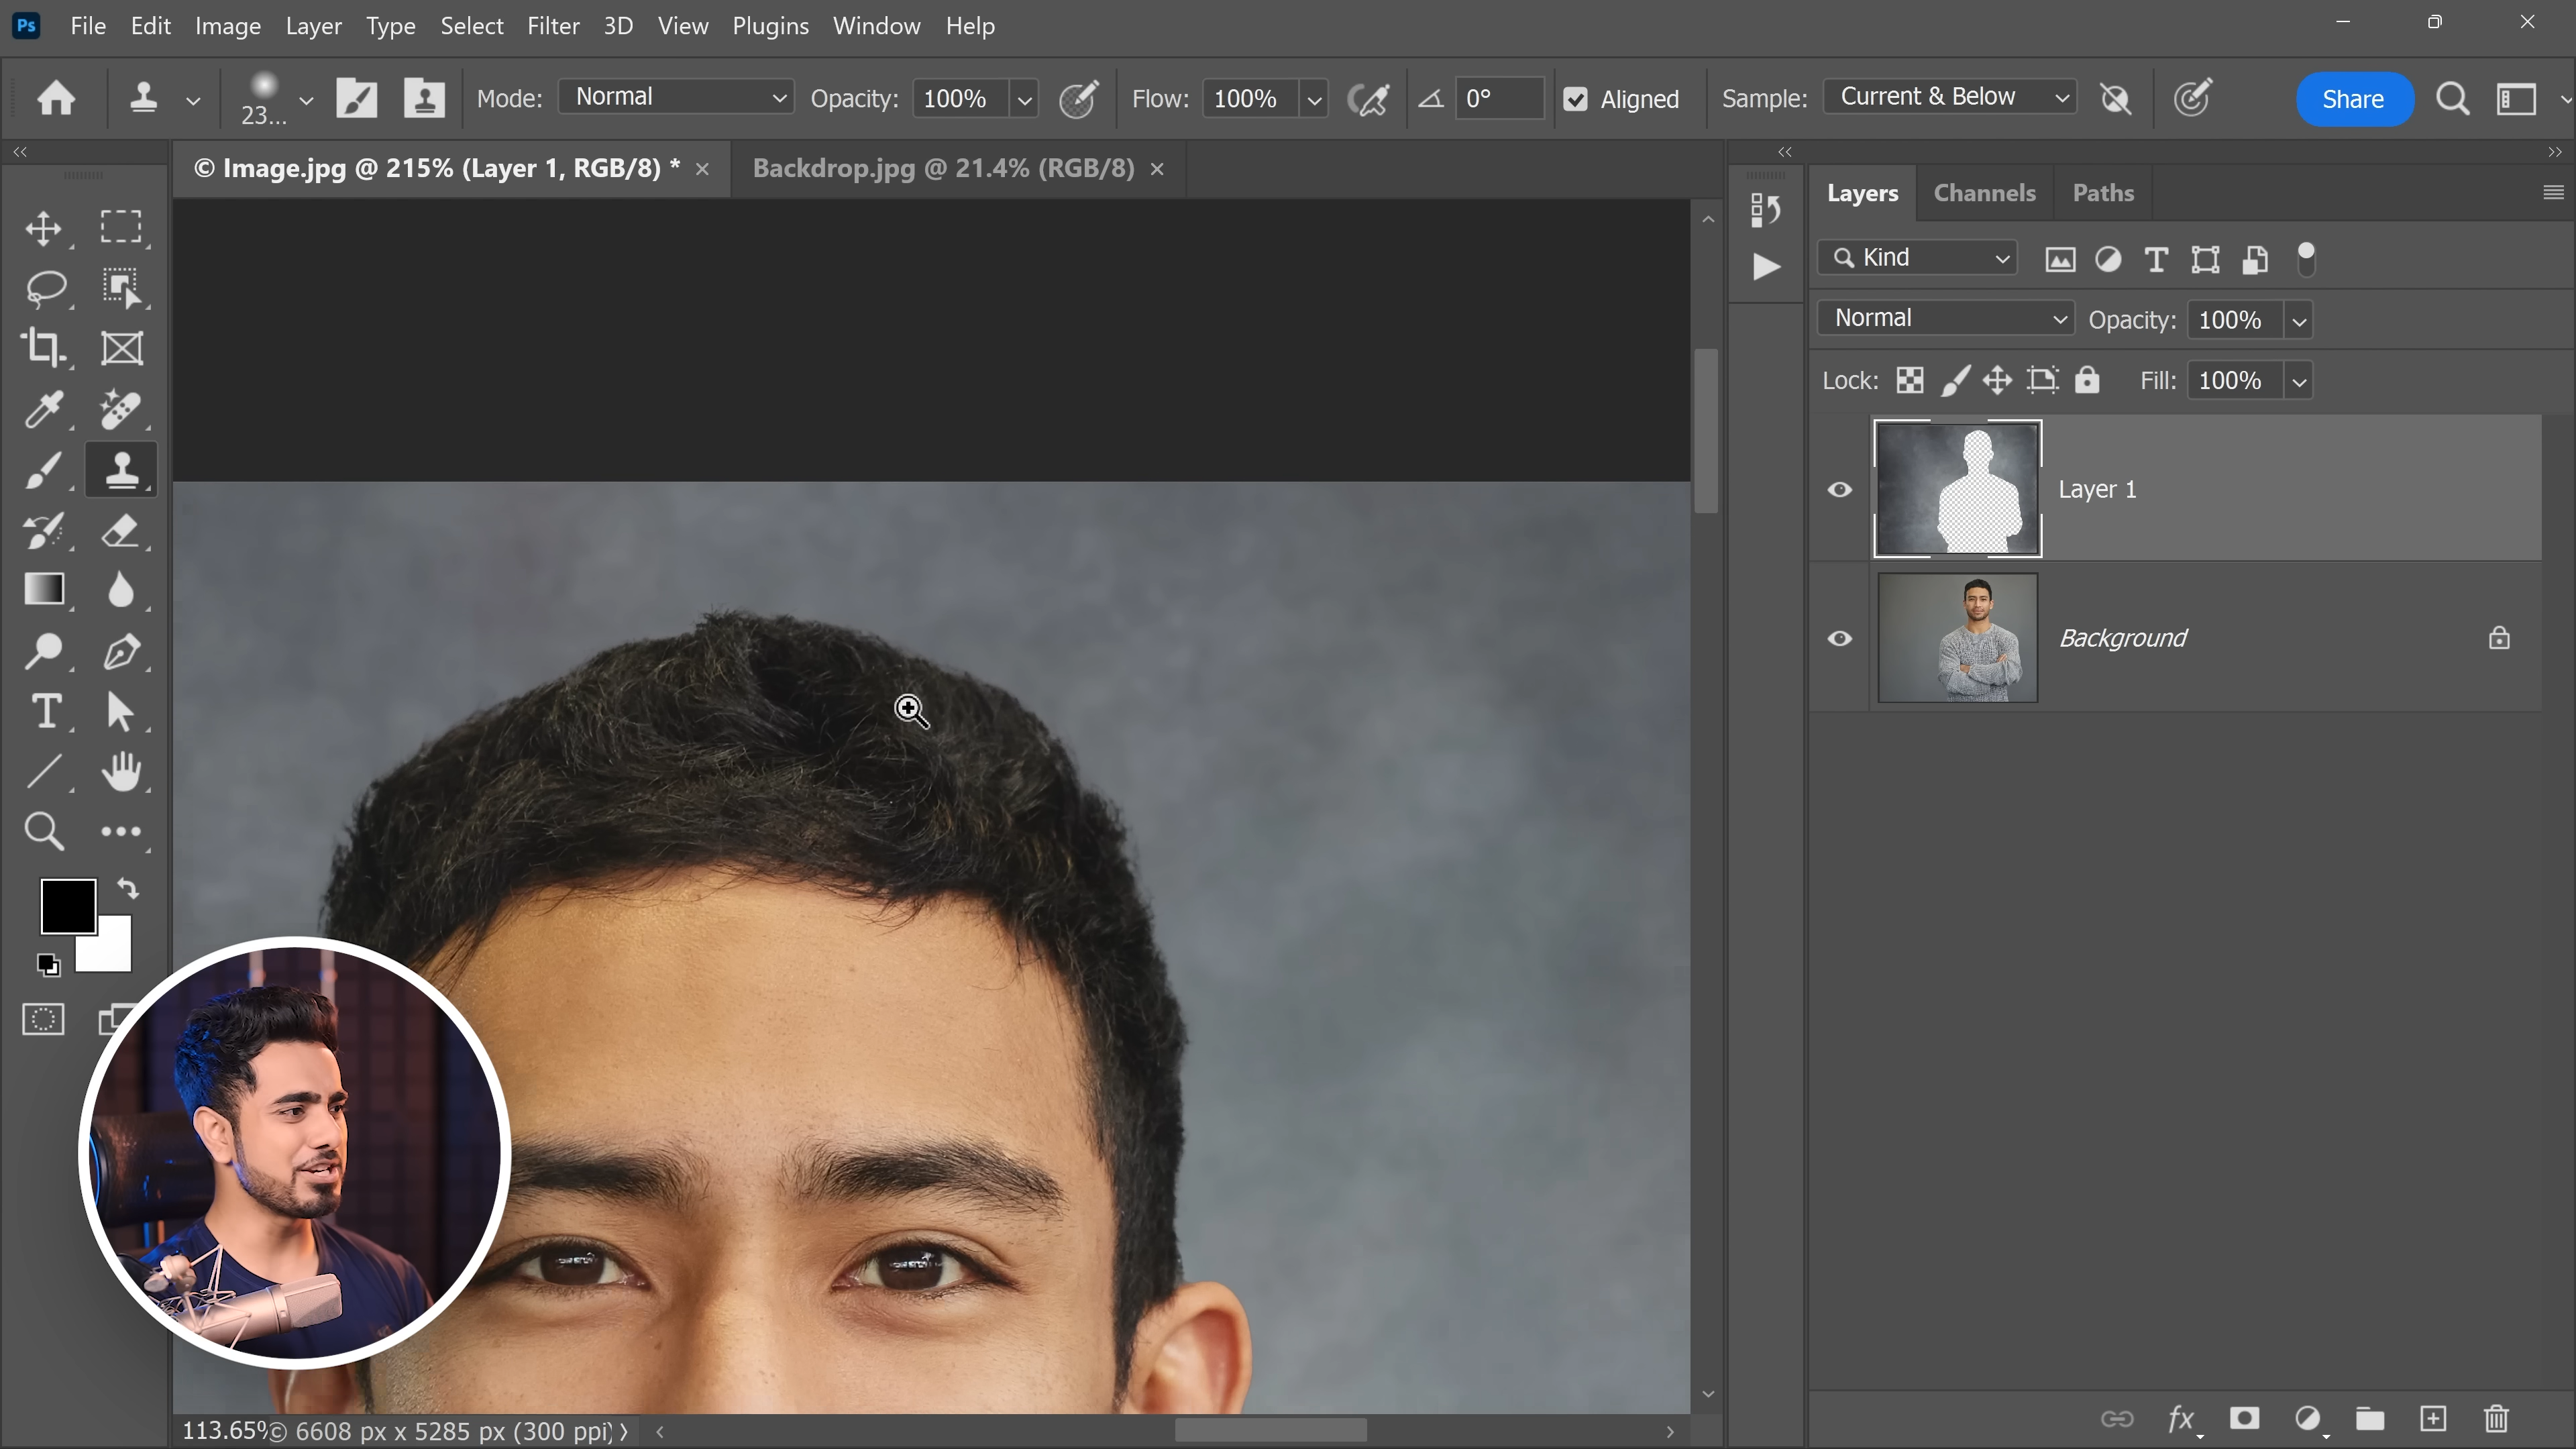 Ps File Edit Image Layer Type Select Filter 3D View Plugins Window Help
23... Mode: Normal Opacity: 100% Flow: 100% 0° Aligned Sample: Current & Below Share
© Image.jpg @ 215% (Layer 1, RGB/8) * × Backdrop.jpg @ 21.4% (RGB/8) ×
Layers Channels Paths
Kind
Normal Opacity: 100%
Lock: Fill: 100%
Layer 1
Background
113.65% © 6608 px x 5285 px (300 ppi)
fx